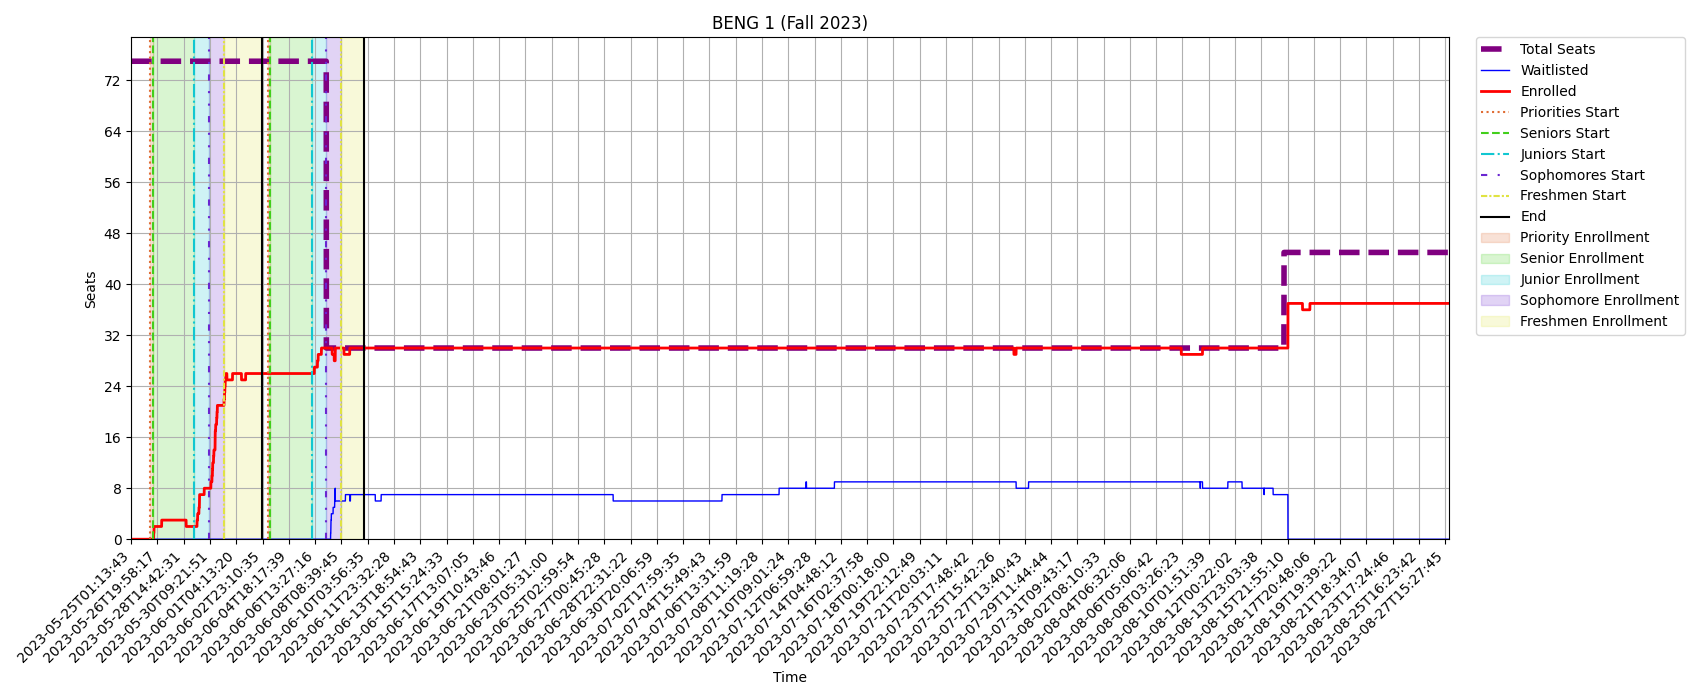 BENG 1 (Fall 2023)
Seats
72
64
56
48
40
32
24
16
8
0
2023-05-25T01:13:43
2023-05-26T19:58:17
2023-05-28T14:42:31
2023-05-30T09:21:51
2023-06-01T04:13:20
2023-06-02T23:10:35
2023-06-04T18:17:39
2023-06-06T13:27:16
2023-06-08T08:39:45
2023-06-10T03:56:35
2023-06-11T23:32:28
2023-06-13T18:54:43
2023-06-15T15:24:33
2023-06-17T13:07:05
2023-06-19T10:43:46
2023-06-21T08:01:27
2023-06-23T05:31:00
2023-06-25T02:59:54
2023-06-27T00:45:28
2023-06-28T22:31:22
2023-06-30T20:06:59
2023-07-02T17:59:35
2023-07-04T15:49:43
2023-07-06T13:31:59
2023-07-08T11:19:28
2023-07-10T09:01:24
2023-07-12T06:59:28
2023-07-14T04:48:12
2023-07-16T02:37:58
2023-07-18T00:18:00
2023-07-19T22:12:49
2023-07-21T20:03:11
2023-07-23T17:48:42
2023-07-25T15:42:26
2023-07-27T13:40:43
2023-07-29T11:44:44
2023-07-31T09:43:17
2023-08-02T08:10:33
2023-08-04T06:32:06
2023-08-06T05:06:42
2023-08-08T03:26:23
2023-08-10T01:51:39
2023-08-12T00:22:02
2023-08-13T23:03:38
2023-08-15T21:55:10
2023-08-17T20:48:06
2023-08-19T19:39:22
2023-08-21T18:34:07
2023-08-23T17:24:46
2023-08-25T16:23:42
2023-08-27T15:27:45
Time
Total Seats
Waitlisted
Enrolled
Priorities Start
Seniors Start
Juniors Start
Sophomores Start
Freshmen Start
End
Priority Enrollment
Senior Enrollment
Junior Enrollment
Sophomore Enrollment
Freshmen Enrollment